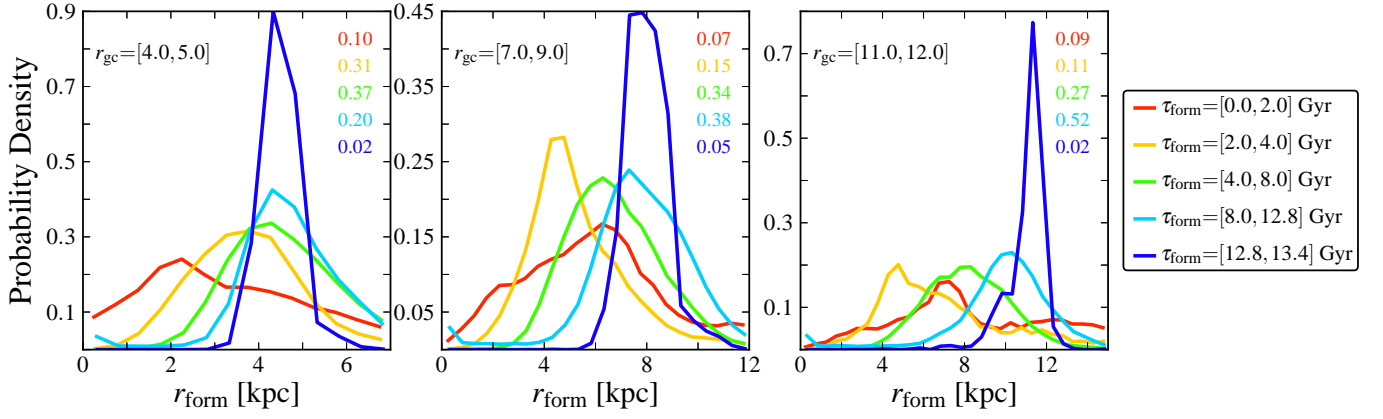 Probability Density
0.9
0.7
0.5
0.3
0.1
r_gc=[4.0,5.0]
0.10
0.31
0.37
0.20
0.02
0 2 4 6
r_form [kpc]
0.45
0.35
0.25
0.15
0.05
r_gc=[7.0,9.0]
0.07
0.15
0.34
0.38
0.05
0 4 8 12
r_form [kpc]
0.7
0.5
0.3
0.1
r_gc=[11.0,12.0]
0.09
0.11
0.27
0.52
0.02
0 4 8 12
r_form [kpc]
τ_form=[0.0,2.0] Gyr
τ_form=[2.0,4.0] Gyr
τ_form=[4.0,8.0] Gyr
τ_form=[8.0,12.8] Gyr
τ_form=[12.8,13.4] Gyr